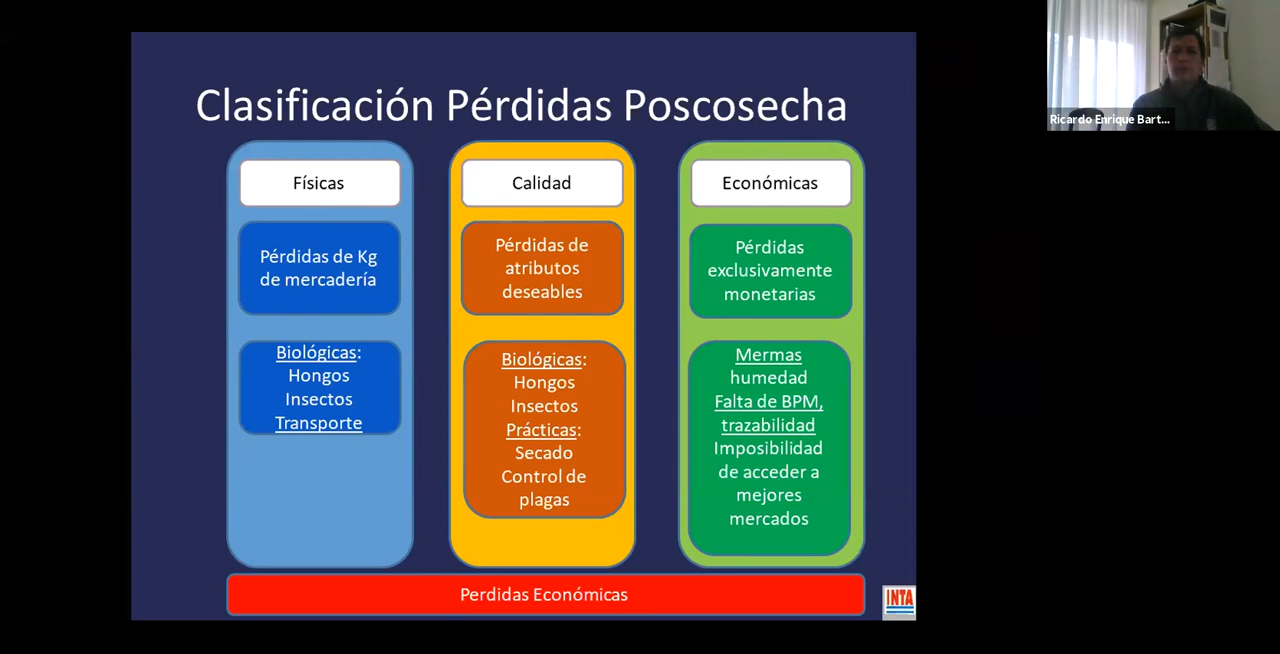 Clasificación Pérdidas Poscosecha
Físicas
Pérdidas de Kg
de mercadería
Biológicas:
Hongos
Insectos
Transporte
Calidad
Pérdidas de
atributos
deseables
Biológicas:
Hongos
Insectos
Prácticas:
Secado
Control de
plagas
Económicas
Pérdidas
exclusivamente
monetarias
Mermas
humedad
Falta de BPM,
trazabilidad
Imposibilidad
de acceder a
mejores
mercados
Perdidas Económicas
INTA
Ricardo Enrique Bart...